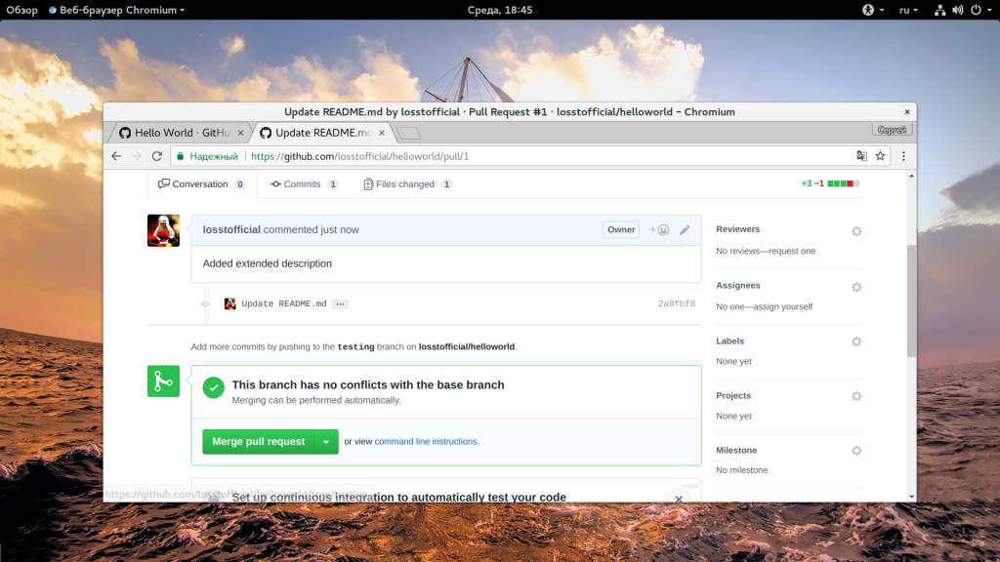 Обзор Веб-браузер Chromium Среда, 18:45 ru
Update README.md by losstofficial · Pull Request #1 · losstofficial/helloworld - Chromium
Hello World · GitHu × Update README.md × Сергей
Надежный https://github.com/losstofficial/helloworld/pull/1
Conversation 0 Commits 1 Files changed 1 +3 −1
losstofficial commented just now Owner
Added extended description
Update README.md ··· 2a9fbf8
Add more commits by pushing to the testing branch on losstofficial/helloworld.
This branch has no conflicts with the base branch
Merging can be performed automatically.
Merge pull request or view command line instructions.
Set up continuous integration to automatically test your code
Reviewers
No reviews—request one
Assignees
No one—assign yourself
Labels
None yet
Projects
None yet
Milestone
No milestone